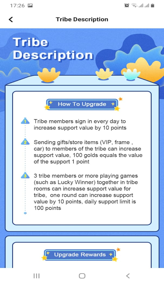 17:26
Tribe Description
Tribe
Description
How To Upgrade
1
Tribe members sign in every day to
increase support value by 10 points
2
Sending gifts/store items (VIP, frame ,
car) to members of the tribe can increase
support value, 100 golds equals the value
of the support 1 point
3
3 tribe members or more playing games
(such as Lucky Winner) together in tribe
rooms can increase support value for
tribe, one round can increase support
value by 10 points, daily support limit is
100 points
Upgrade Rewards